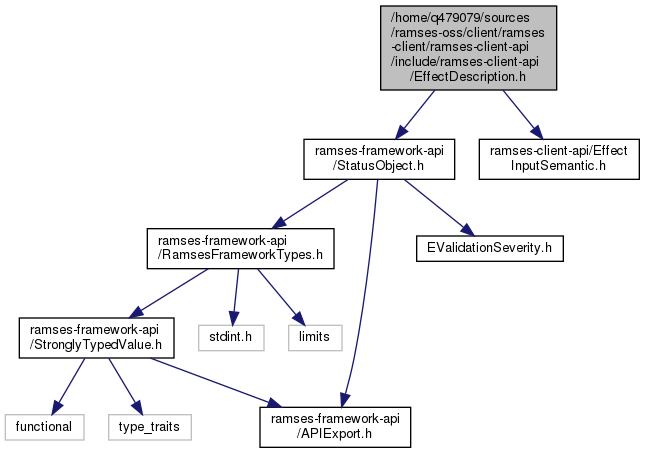 /home/q479079/sources
/ramses-oss/client/ramses
-client/ramses-client-api
/include/ramses-client-api
/EffectDescription.h
ramses-framework-api
/StatusObject.h
ramses-client-api/Effect
InputSemantic.h
ramses-framework-api
/RamsesFrameworkTypes.h
EValidationSeverity.h
ramses-framework-api
/StronglyTypedValue.h
stdint.h
limits
functional
type_traits
ramses-framework-api
/APIExport.h